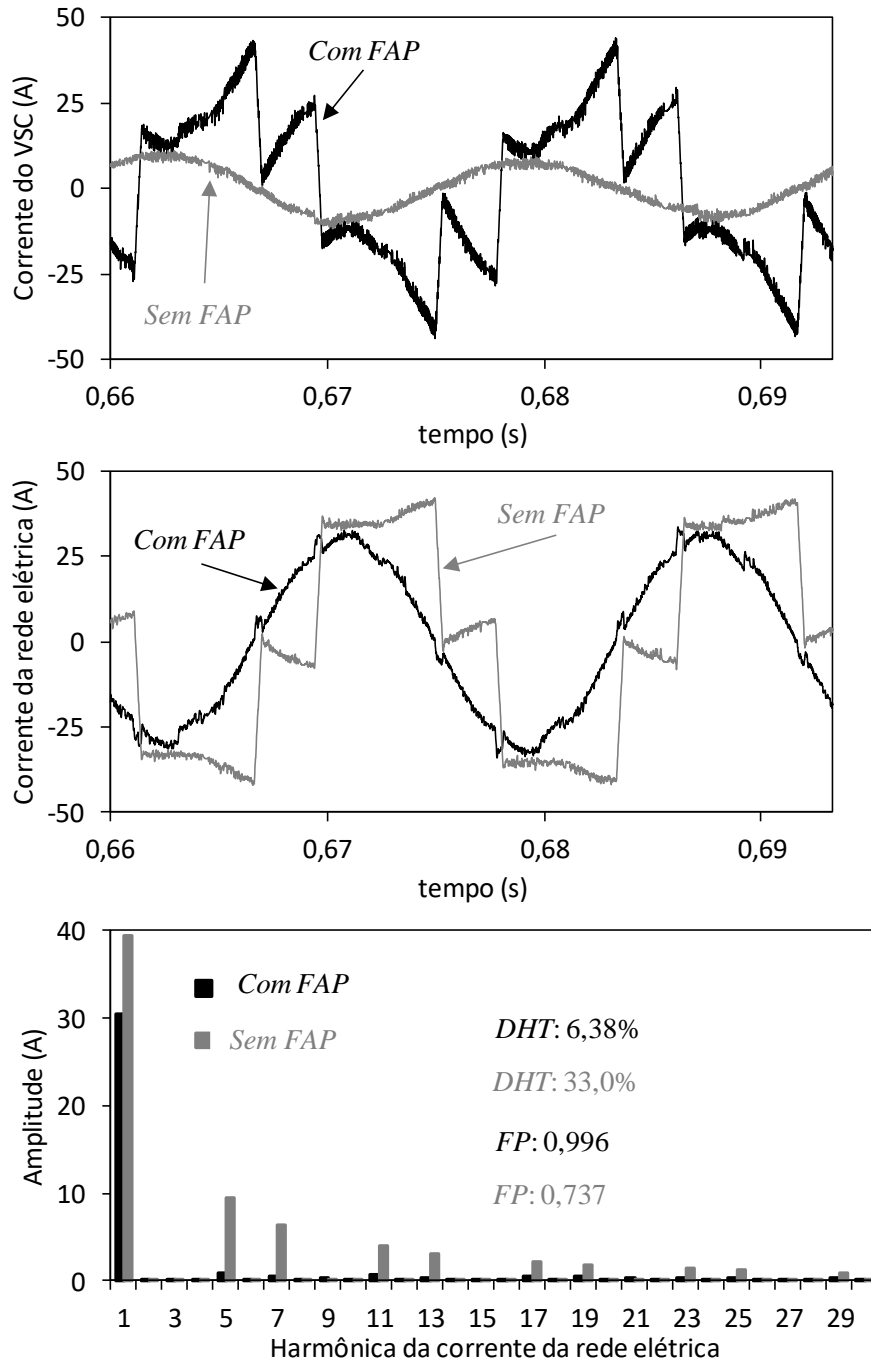 50
Com FAP
25
0
-25
Sem FAP
-50
0,66 0,67 0,68 0,69
tempo (s)
Corrente do VSC (A)
50
Sem FAP
Com FAP
25
0
-25
-50
0,66 0,67 0,68 0,69
tempo (s)
Corrente da rede elétrica (A)
40
Com FAP
30
Sem FAP
DHT: 6,38%
DHT: 33,0%
20
FP: 0,996
10
FP: 0,737
0
1 3 5 7 9 11 13 15 17 19 21 23 25 27 29
Harmônica da corrente da rede elétrica
Amplitude (A)